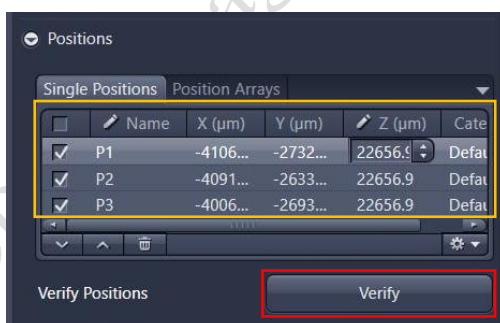 Positions
Single Positions Position Arrays
Name X (µm) Y (µm) Z (µm) Cate
P1 -4106... -2732... 22656.9 Defau
P2 -4091... -2633... 22656.9 Defau
P3 -4006... -2693... 22656.9 Defau
Verify Positions Verify